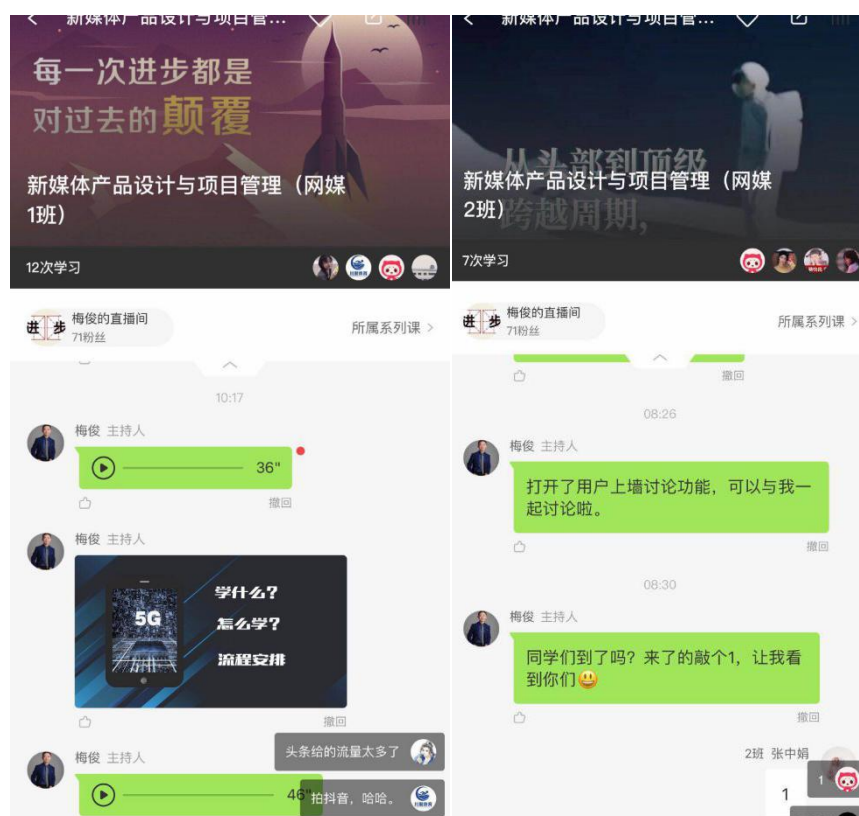 新媒体产品设计与项目管...
每一次进步都是
对过去的颠覆
新媒体产品设计与项目管理（网媒
1班）
12次学习
进步
梅俊的直播间
71粉丝
所属系列课
10:17
梅俊 主持人
36"
撤回
梅俊 主持人
5G
学什么？
怎么学？
流程安排
撤回
头条给的流量太多了
梅俊 主持人
46"
拍抖音，哈哈。
新媒体产品设计与项目管...
从头部到顶级
跨越周期，
新媒体产品设计与项目管理（网媒
2班）
7次学习
进步
梅俊的直播间
71粉丝
所属系列课
撤回
08:26
梅俊 主持人
打开了用户上墙讨论功能，可以与我一
起讨论啦。
撤回
08:30
梅俊 主持人
同学们到了吗？来了的敲个1，让我看
到你们😃
撤回
2班 张中娟
1
1